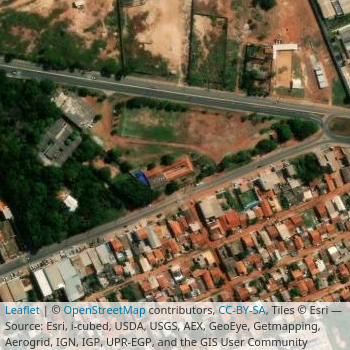 Leaflet | © OpenStreetMap contributors, CC-BY-SA, Tiles © Esri —
Source: Esri, i-cubed, USDA, USGS, AEX, GeoEye, Getmapping,
Aerogrid, IGN, IGP, UPR-EGP, and the GIS User Community